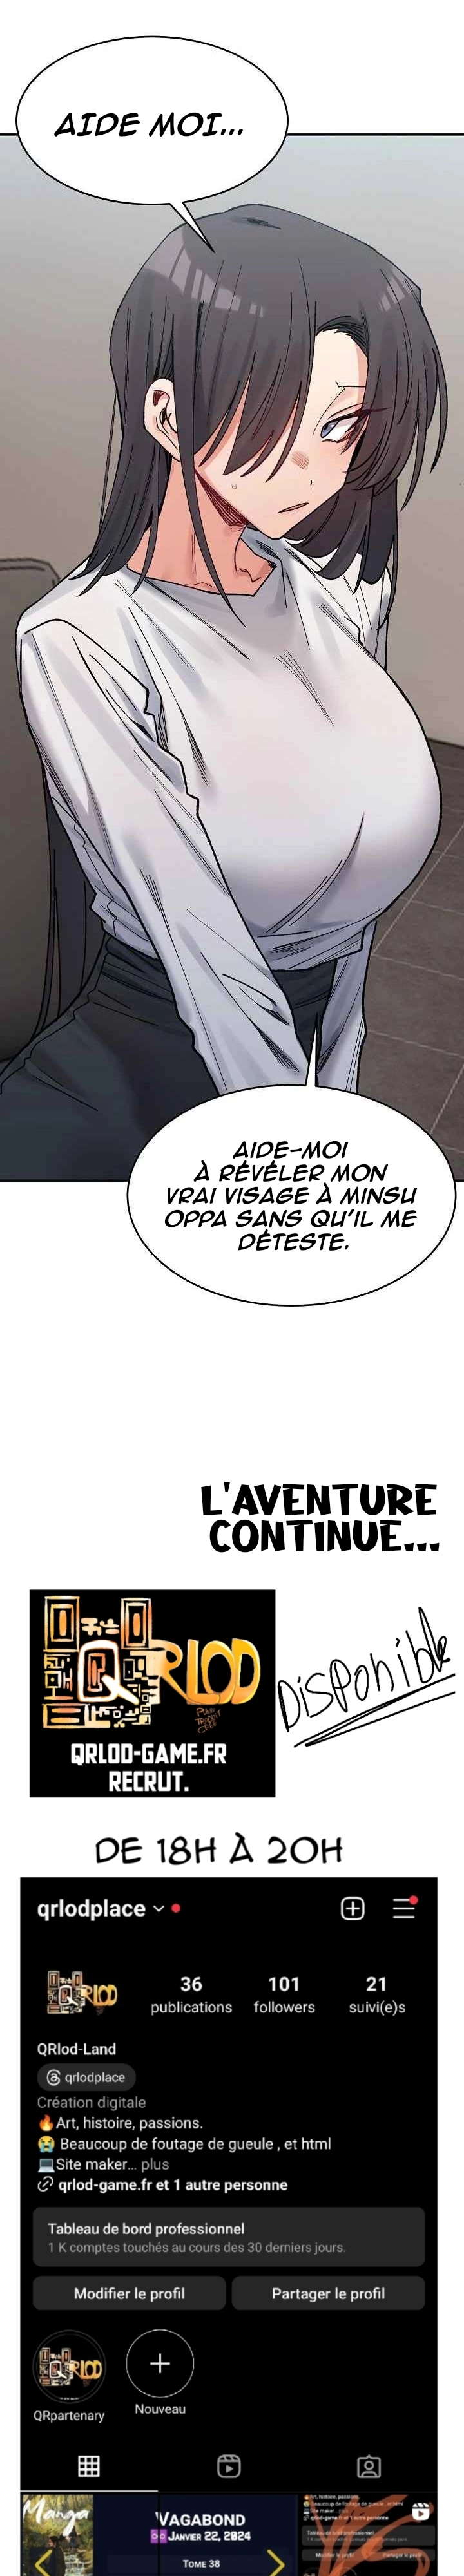 AIDE MOI...
AIDE-MOI
À RÉVÉLER MON
VRAI VISAGE À MINSU
OPPA SANS QU'IL ME
DÉTESTE.
L'AVENTURE
CONTINUE...
QRLOD
QRLOD-GAME.FR
RECRUT.
Disponible
DE 18H À 20H
qrlodplace
36 101 21
publications followers suivi(e)s
QRlod-Land
qrlodplace
Création digitale
🔥Art, histoire, passions.
😭 Beaucoup de foutage de gueule , et html
💻Site maker... plus
qrlod-game.fr et 1 autre personne
Tableau de bord professionnel
1 K comptes touchés au cours des 30 derniers jours.
Modifier le profil Partager le profil
QRLOD
QRpartenary Nouveau
Manga
VAGABOND
JANVIER 22, 2024
TOME 38